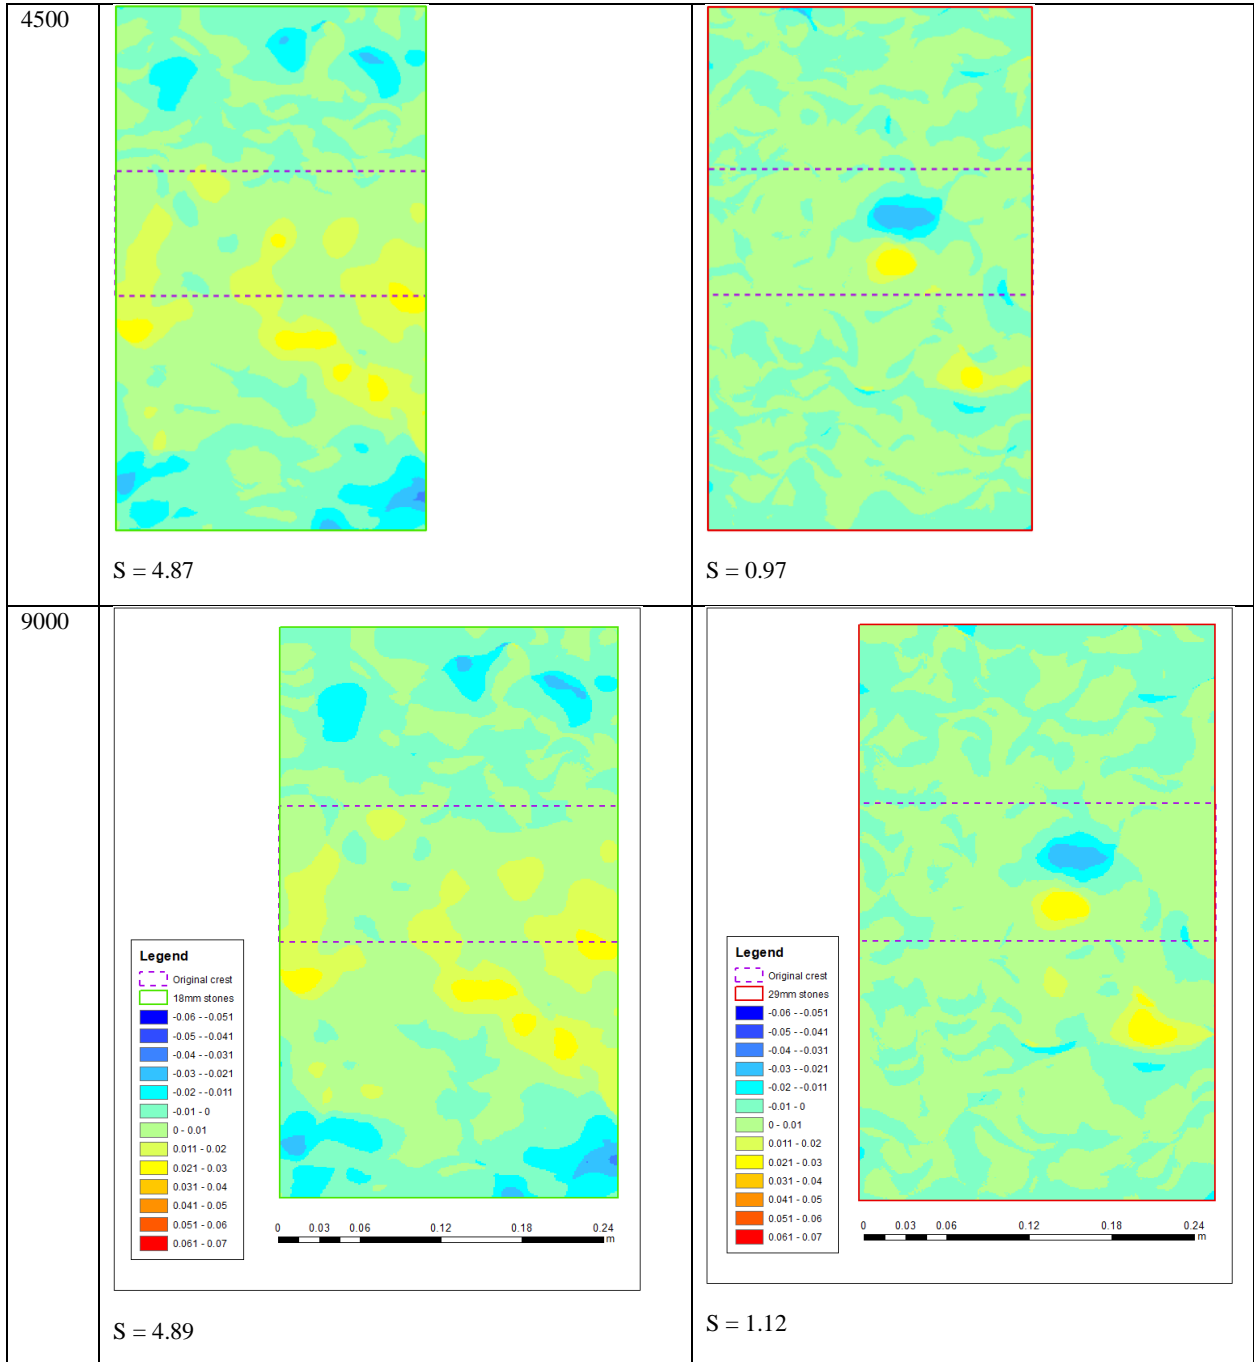 4500
S = 4.87
S = 0.97
9000
Legend
Original crest
18mm stones
-0.06 - -0.051
-0.05 - -0.041
-0.04 - -0.031
-0.03 - -0.021
-0.02 - -0.011
-0.01 - 0
0 - 0.01
0.011 - 0.02
0.021 - 0.03
0.031 - 0.04
0.041 - 0.05
0.051 - 0.06
0.061 - 0.07
0 0.03 0.06 0.12 0.18 0.24
m
S = 4.89
Legend
Original crest
29mm stones
-0.06 - -0.051
-0.05 - -0.041
-0.04 - -0.031
-0.03 - -0.021
-0.02 - -0.011
-0.01 - 0
0 - 0.01
0.011 - 0.02
0.021 - 0.03
0.031 - 0.04
0.041 - 0.05
0.051 - 0.06
0.061 - 0.07
0 0.03 0.06 0.12 0.18 0.24
m
S = 1.12